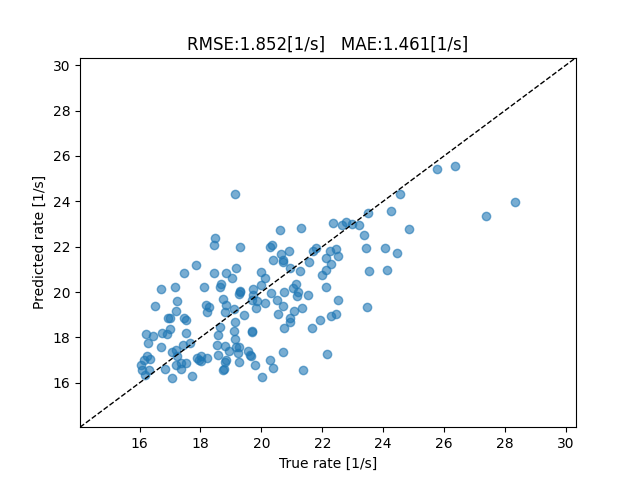 RMSE:1.852[1/s]   MAE:1.461[1/s]
30
28
26
24
22
20
18
16
Predicted rate [1/s]
16 18 20 22 24 26 28 30
True rate [1/s]